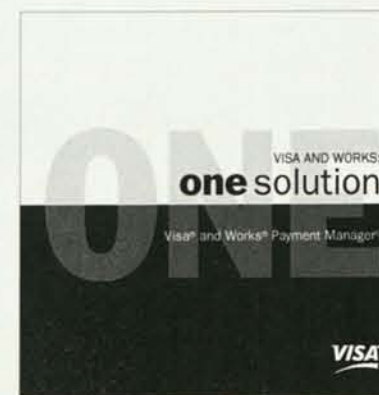 ONE
VISA AND WORKS:
one solution
Visa® and Works® Payment Manager
VISA